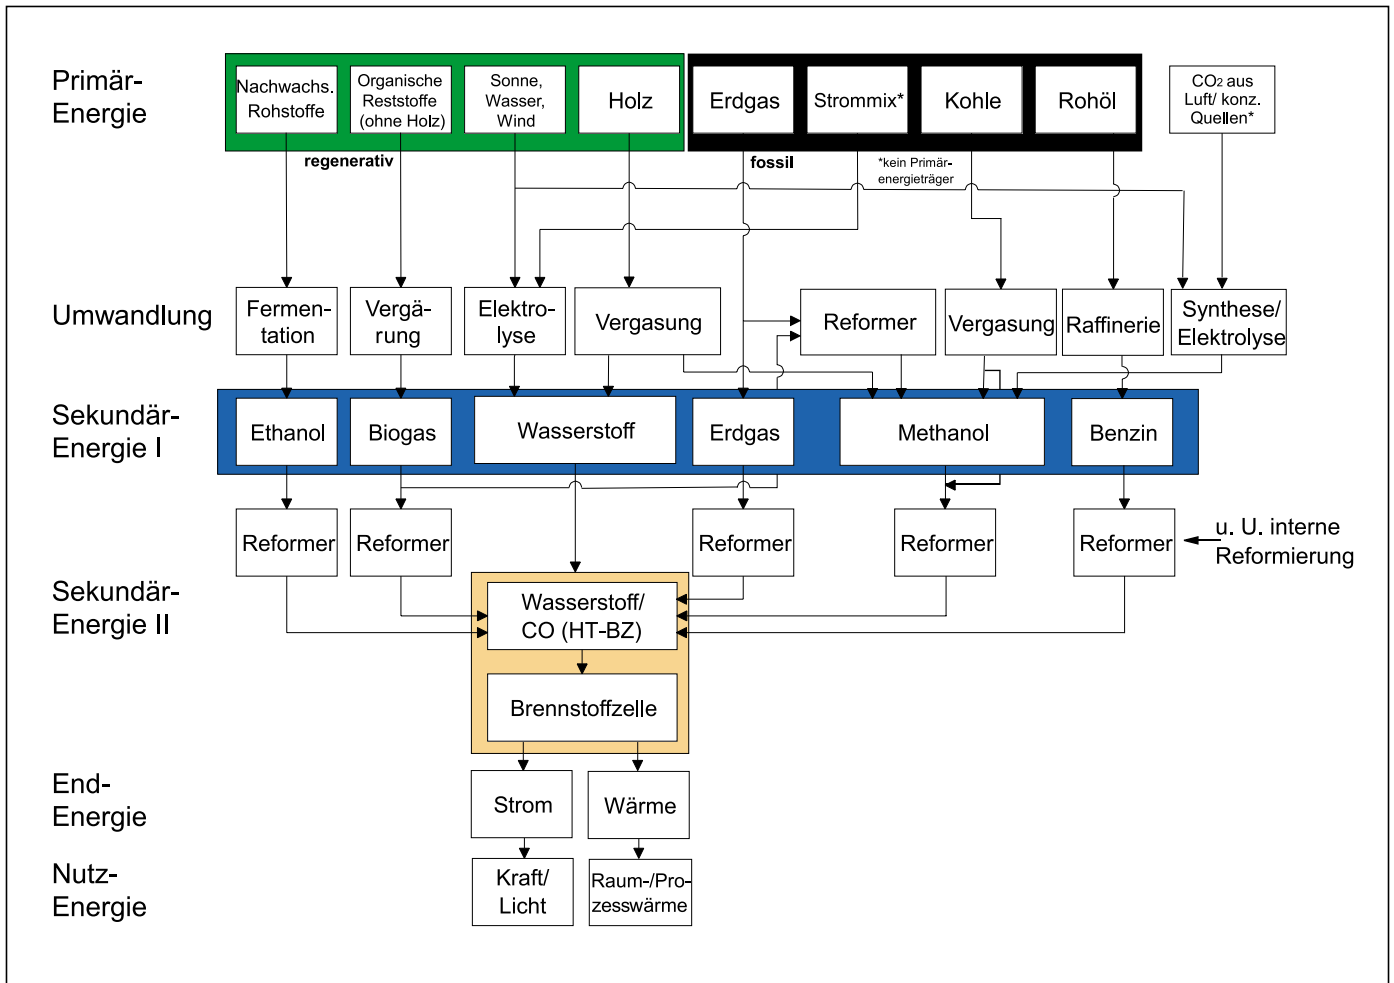 Primär-
Energie
Nachwachs.
Rohstoffe
Organische
Reststoffe
(ohne Holz)
Sonne,
Wasser,
Wind
Holz
Erdgas
Strommix*
Kohle
Rohöl
CO2 aus
Luft/ konz.
Quellen*
regenerativ
fossil
*kein Primär-
energieträger
Umwandlung
Fermen-
tation
Vergä-
rung
Elektro-
lyse
Vergasung
Reformer
Vergasung
Raffinerie
Synthese/
Elektrolyse
Sekundär-
Energie I
Ethanol
Biogas
Wasserstoff
Erdgas
Methanol
Benzin
Reformer
Reformer
Reformer
Reformer
Reformer
u. U. interne
Reformierung
Sekundär-
Energie II
Wasserstoff/
CO (HT-BZ)
Brennstoffzelle
End-
Energie
Strom
Wärme
Nutz-
Energie
Kraft/
Licht
Raum-/Pro-
zesswärme